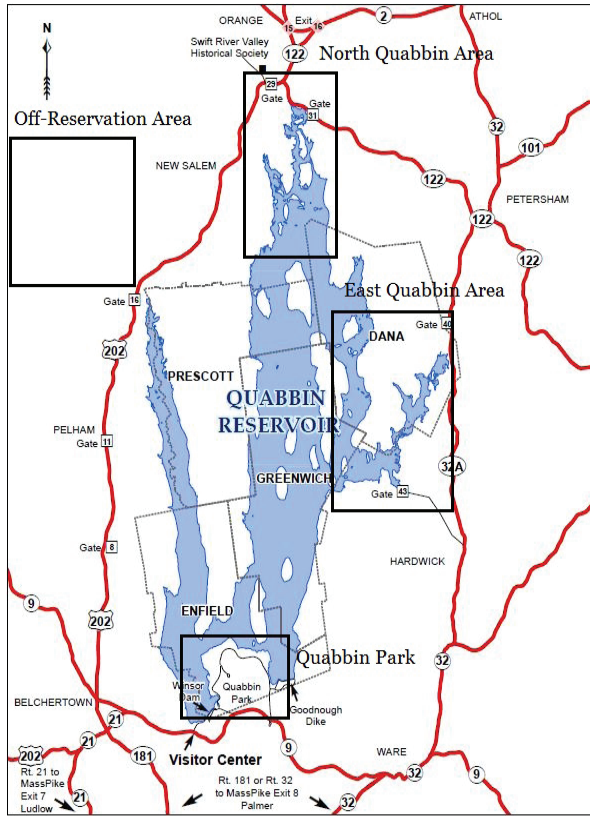 ORANGE
Exit
15
16
2
ATHOL
N
Swift River Valley
Historical Society
122
North Quabbin Area
29
Gate
Gate
31
Off-Reservation Area
32
101
NEW SALEM
122
PETERSHAM
122
122
East Quabbin Area
Gate 16
Gate 40
DANA
202
PRESCOTT
QUABBIN
RESERVOIR
PELHAM
Gate 11
32A
GREENWICH
Gate 43
Gate 8
HARDWICK
9
ENFIELD
202
Quabbin Park
32
Winsor
Dam
Quabbin
Park
Goodnough
Dike
BELCHERTOWN
21
Visitor Center
21
9
WARE
202
181
32
9
Rt. 21 to
MassPike
Exit 7
Ludlow
21
Rt. 181 or Rt. 32
to MassPike Exit 8
Palmer
32